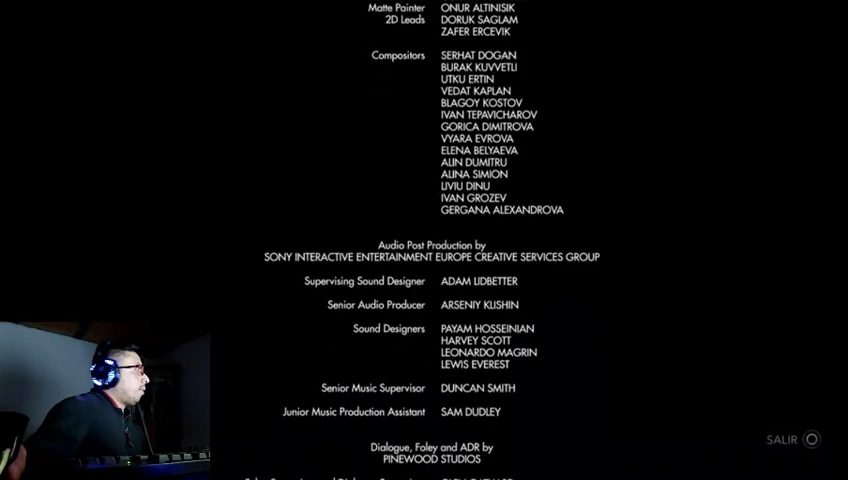 Matte Painter ONUR ALTINISIK
2D Leads DORUK SAGLAM
ZAFER ERCEVIK
Compositors SERHAT DOGAN
BURAK KUVVETLI
UTKU ERTIN
VEDAT KAPLAN
BLAGOY KOSTOV
IVAN TEPAVICHAROV
GORICA DIMITROVA
VYARA EVROVA
ELENA BELYAEVA
ALIN DUMITRU
ALINA SIMION
LIVIU DINU
IVAN GROZEV
GERGANA ALEXANDROVA
Audio Post Production by
SONY INTERACTIVE ENTERTAINMENT EUROPE CREATIVE SERVICES GROUP
Supervising Sound Designer ADAM LIDBETTER
Senior Audio Producer ARSENIY KLISHIN
Sound Designers PAYAM HOSSEINIAN
HARVEY SCOTT
LEONARDO MAGRIN
LEWIS EVEREST
Senior Music Supervisor DUNCAN SMITH
Junior Music Production Assistant SAM DUDLEY
SALIR
Dialogue, Foley and ADR by
PINEWOOD STUDIOS